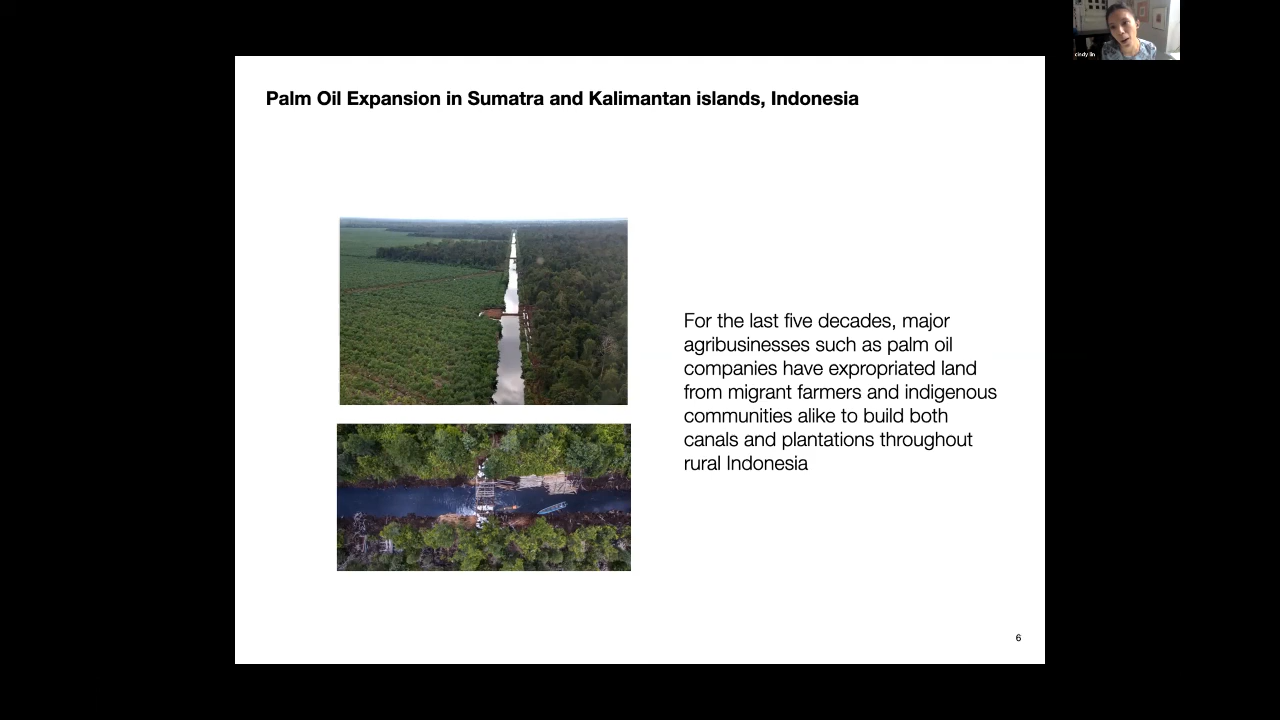 cindy lin
Palm Oil Expansion in Sumatra and Kalimantan islands, Indonesia
For the last five decades, major
agribusinesses such as palm oil
companies have expropriated land
from migrant farmers and indigenous
communities alike to build both
canals and plantations throughout
rural Indonesia
6